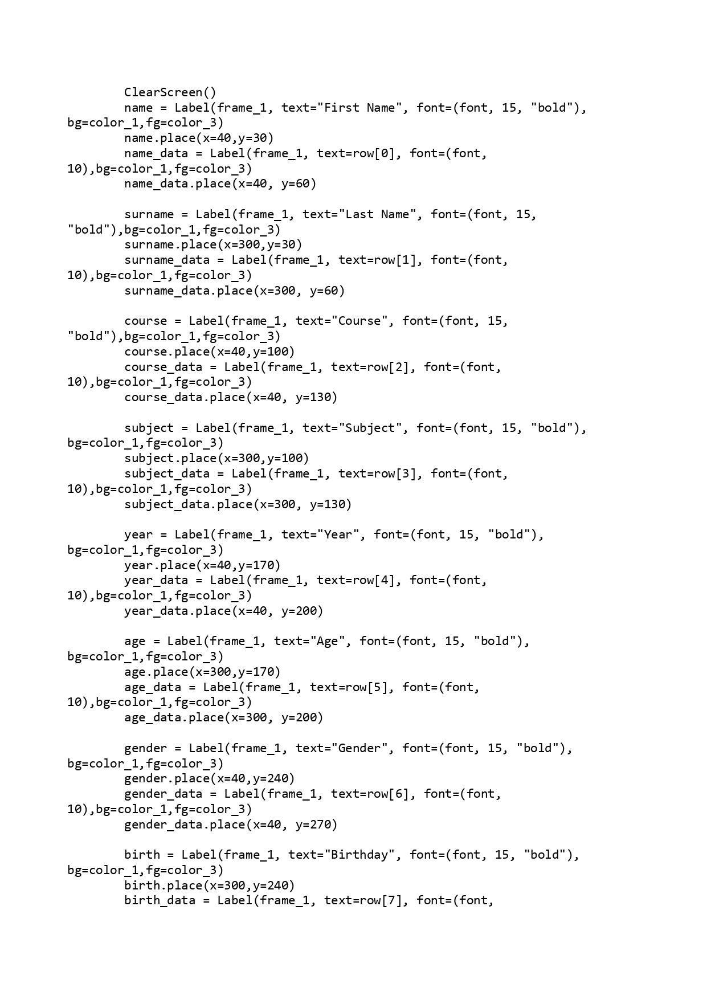 ClearScreen()
name = Label(frame_1, text="First Name", font=(font, 15, "bold"),
bg=color_1,fg=color_3)
name.place(x=40,y=30)
name_data = Label(frame_1, text=row[0], font=(font,
10),bg=color_1,fg=color_3)
name_data.place(x=40, y=60)
surname = Label(frame_1, text="Last Name", font=(font, 15,
"bold"),bg=color_1,fg=color_3)
surname.place(x=300,y=30)
surname_data = Label(frame_1, text=row[1], font=(font,
10),bg=color_1,fg=color_3)
surname_data.place(x=300, y=60)
course = Label(frame_1, text="Course", font=(font, 15,
"bold"),bg=color_1,fg=color_3)
course.place(x=40,y=100)
course_data = Label(frame_1, text=row[2], font=(font,
10),bg=color_1,fg=color_3)
course_data.place(x=40, y=130)
subject = Label(frame_1, text="Subject", font=(font, 15, "bold"),
bg=color_1,fg=color_3)
subject.place(x=300,y=100)
subject_data = Label(frame_1, text=row[3], font=(font,
10),bg=color_1,fg=color_3)
subject_data.place(x=300, y=130)
year = Label(frame_1, text="Year", font=(font, 15, "bold"),
bg=color_1,fg=color_3)
year.place(x=40,y=170)
year_data = Label(frame_1, text=row[4], font=(font,
10),bg=color_1,fg=color_3)
year_data.place(x=40, y=200)
age = Label(frame_1, text="Age", font=(font, 15, "bold"),
bg=color_1,fg=color_3)
age.place(x=300,y=170)
age_data = Label(frame_1, text=row[5], font=(font,
10),bg=color_1,fg=color_3)
age_data.place(x=300, y=200)
gender = Label(frame_1, text="Gender", font=(font, 15, "bold"),
bg=color_1,fg=color_3)
gender.place(x=40,y=240)
gender_data = Label(frame_1, text=row[6], font=(font,
10),bg=color_1,fg=color_3)
gender_data.place(x=40, y=270)
birth = Label(frame_1, text="Birthday", font=(font, 15, "bold"),
bg=color_1,fg=color_3)
birth.place(x=300,y=240)
birth_data = Label(frame_1, text=row[7], font=(font,